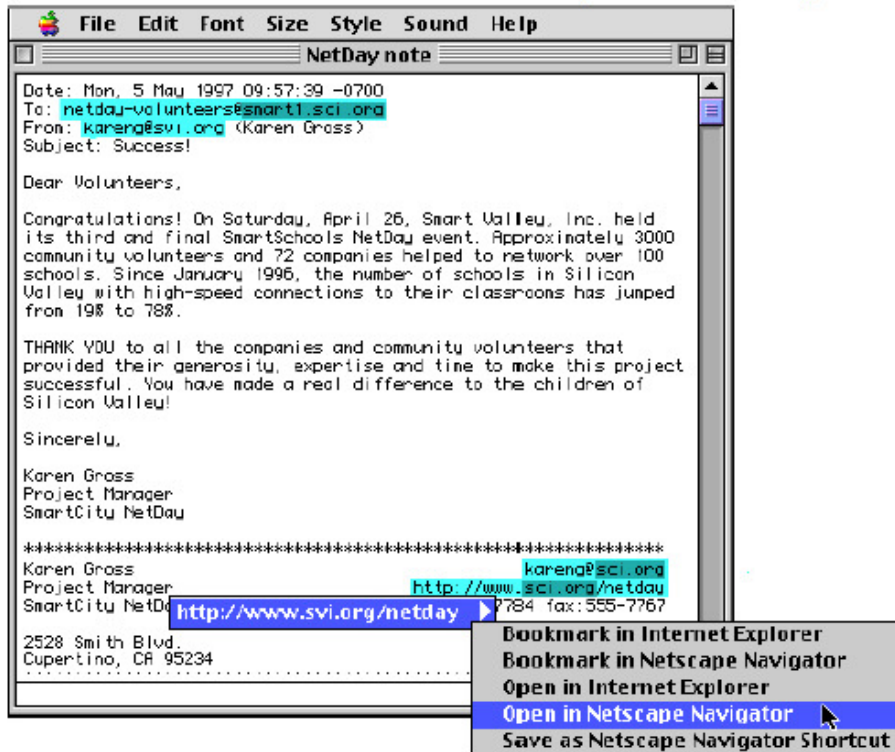 File Edit Font Size Style Sound Help
NetDay note
Date: Mon, 5 May 1997 09:57:39 -0700
To: netday-volunteers@smart1.sci.org
From: kareng@svi.org (Karen Gross)
Subject: Success!
Dear Volunteers,
Congratulations! On Saturday, April 26, Smart Valley, Inc. held
its third and final SmartSchools NetDay event. Approximately 3000
community volunteers and 72 companies helped to network over 100
schools. Since January 1996, the number of schools in Silicon
Valley with high-speed connections to their classrooms has jumped
from 19% to 78%.
THANK YOU to all the companies and community volunteers that
provided their generosity, expertise and time to make this project
successful. You have made a real difference to the children of
Silicon Valley!
Sincerely,
Karen Gross
Project Manager
SmartCity NetDay
*****************************************************************
Karen Gross kareng@sci.org
Project Manager http://www.sci.org/netday
SmartCity NetDa 7784 fax:555-7767
http://www.svi.org/netday
2528 Smith Blvd.
Cupertino, CA 95234
Bookmark in Internet Explorer
Bookmark in Netscape Navigator
Open in Internet Explorer
Open in Netscape Navigator
Save as Netscape Navigator Shortcut